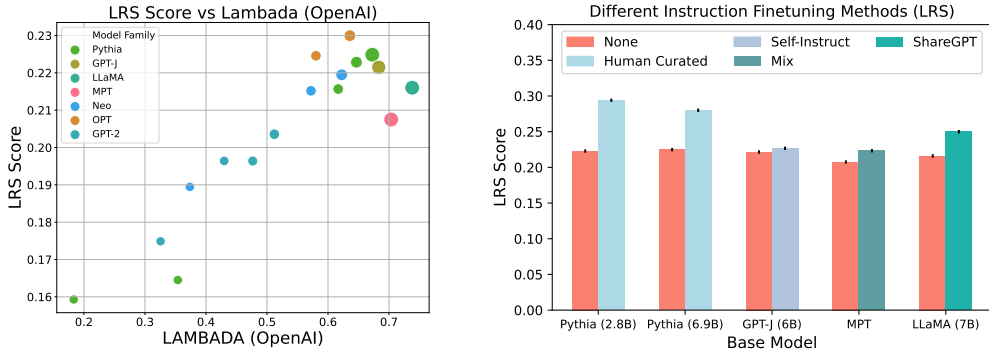 LRS Score vs Lambada (OpenAI)
LRS Score
0.23
0.22
0.21
0.20
0.19
0.18
0.17
0.16
Model Family
Pythia
GPT-J
LLaMA
MPT
Neo
OPT
GPT-2
0.2 0.3 0.4 0.5 0.6 0.7
LAMBADA (OpenAI)
Different Instruction Finetuning Methods (LRS)
None Self-Instruct ShareGPT
Human Curated Mix
LRS Score
0.40
0.35
0.30
0.25
0.20
0.15
0.10
0.05
0.00
Pythia (2.8B) Pythia (6.9B) GPT-J (6B) MPT LLaMA (7B)
Base Model